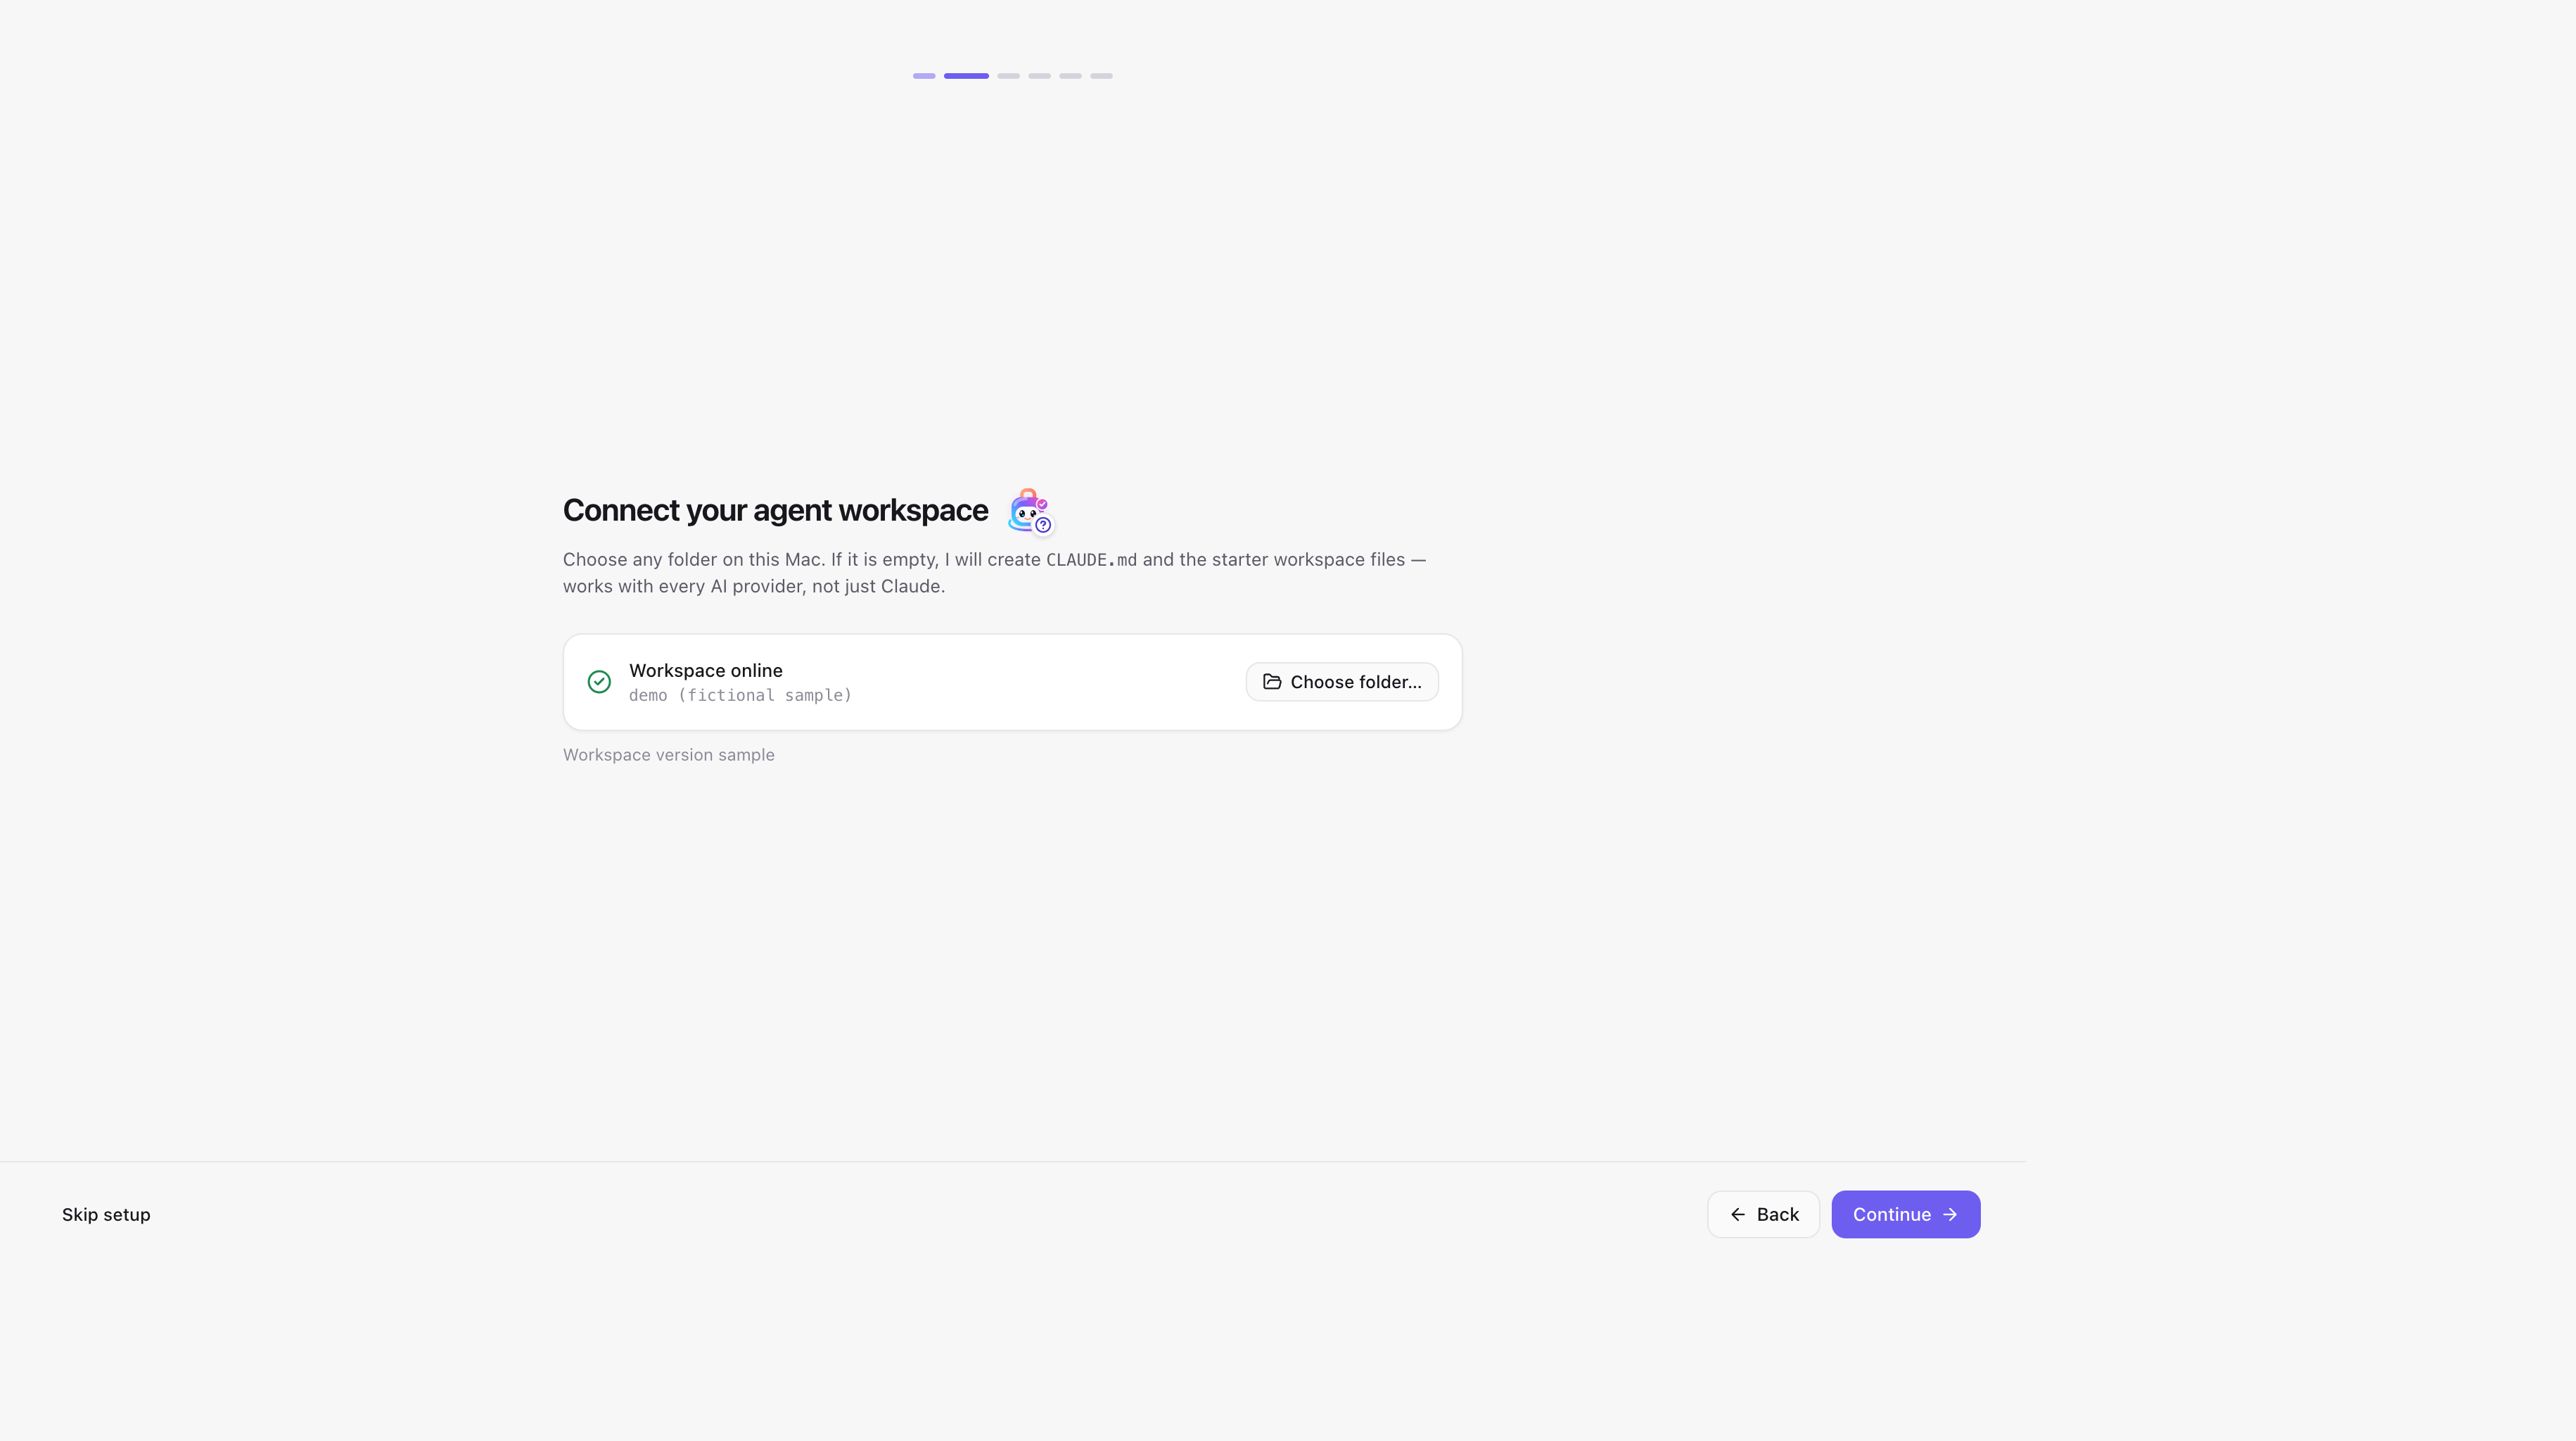 Connect your agent workspace
Choose any folder on this Mac. If it is empty, I will create CLAUDE.md and the starter workspace files —
works with every AI provider, not just Claude.
Workspace online
demo (fictional sample)
Choose folder...
Workspace version sample
Skip setup
Back
Continue